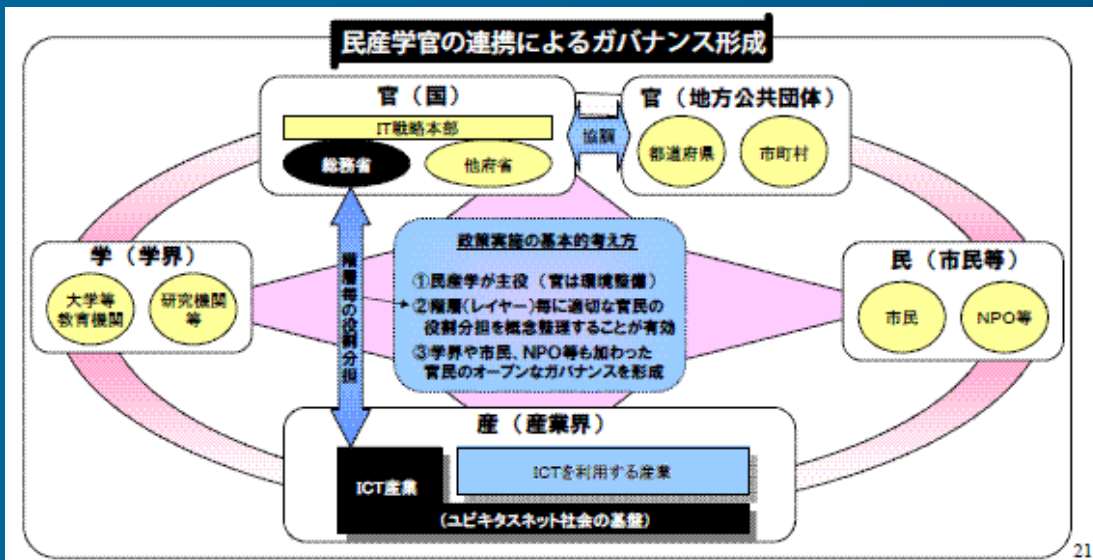 民産学官の連携によるガバナンス形成
官（国）
IT戦略本部
総務省
他府省
協調
官（地方公共団体）
都道府県
市町村
学（学界）
大学等
教育機関
研究機関
等
階層毎の役割分担
政策実施の基本的考え方
①民産学が主役（官は環境整備）
②階層（レイヤー）毎に適切な官民の
役割分担を概念整理することが有効
③学界や市民、NPO等も加わった
官民のオープンなガバナンスを形成
民（市民等）
市民
NPO等
産（産業界）
ICT産業
ICTを利用する産業
(ユビキタスネット社会の基盤)
21